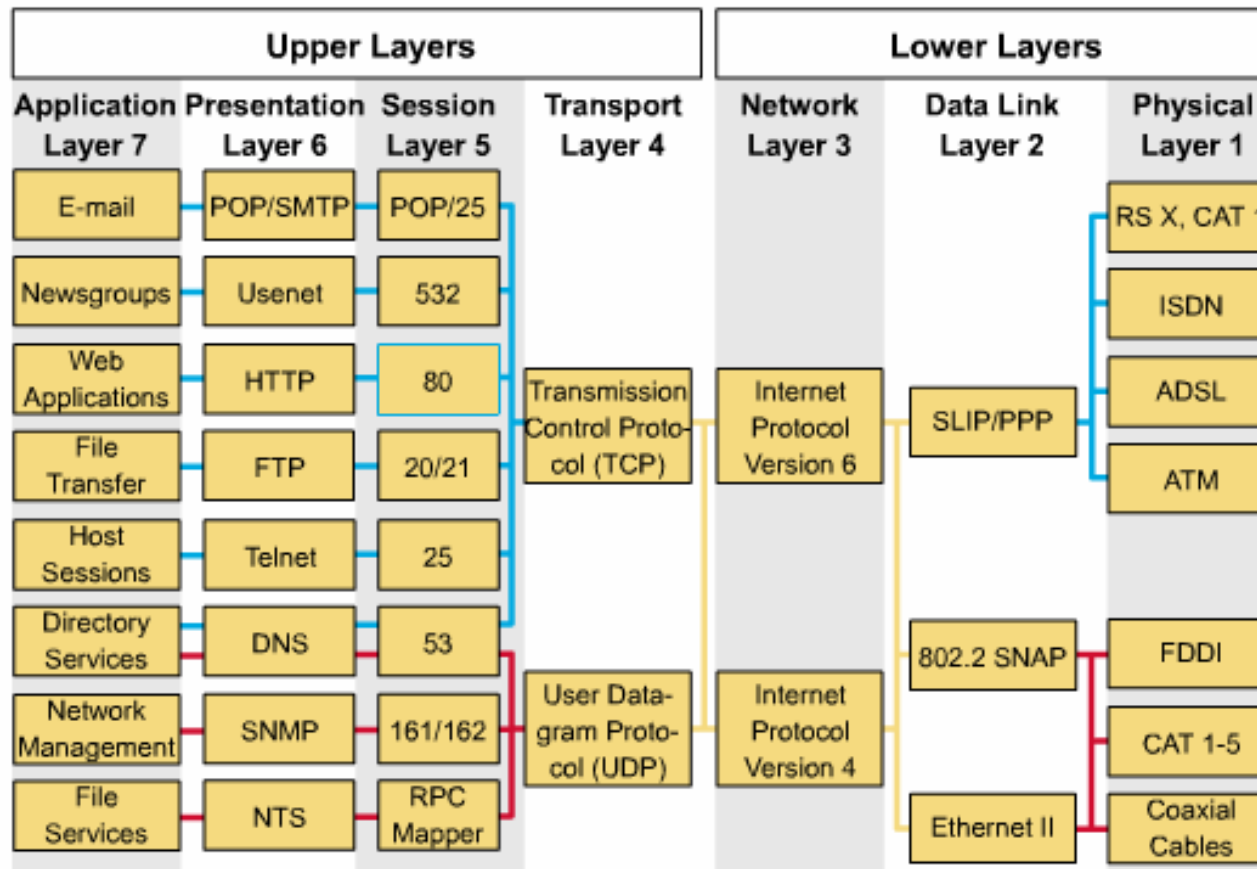 Upper Layers
Lower Layers
Application
Layer 7
Presentation
Layer 6
Session
Layer 5
Transport
Layer 4
Network
Layer 3
Data Link
Layer 2
Physical
Layer 1
E-mail
POP/SMTP
POP/25
Newsgroups
Usenet
532
Web
Applications
HTTP
80
File
Transfer
FTP
20/21
Host
Sessions
Telnet
25
Directory
Services
DNS
53
Network
Management
SNMP
161/162
File
Services
NTS
RPC
Mapper
Transmission
Control Proto-
col (TCP)
User Data-
gram Proto-
col (UDP)
Internet
Protocol
Version 6
Internet
Protocol
Version 4
SLIP/PPP
802.2 SNAP
Ethernet II
RS X, CAT 1
ISDN
ADSL
ATM
FDDI
CAT 1-5
Coaxial
Cables